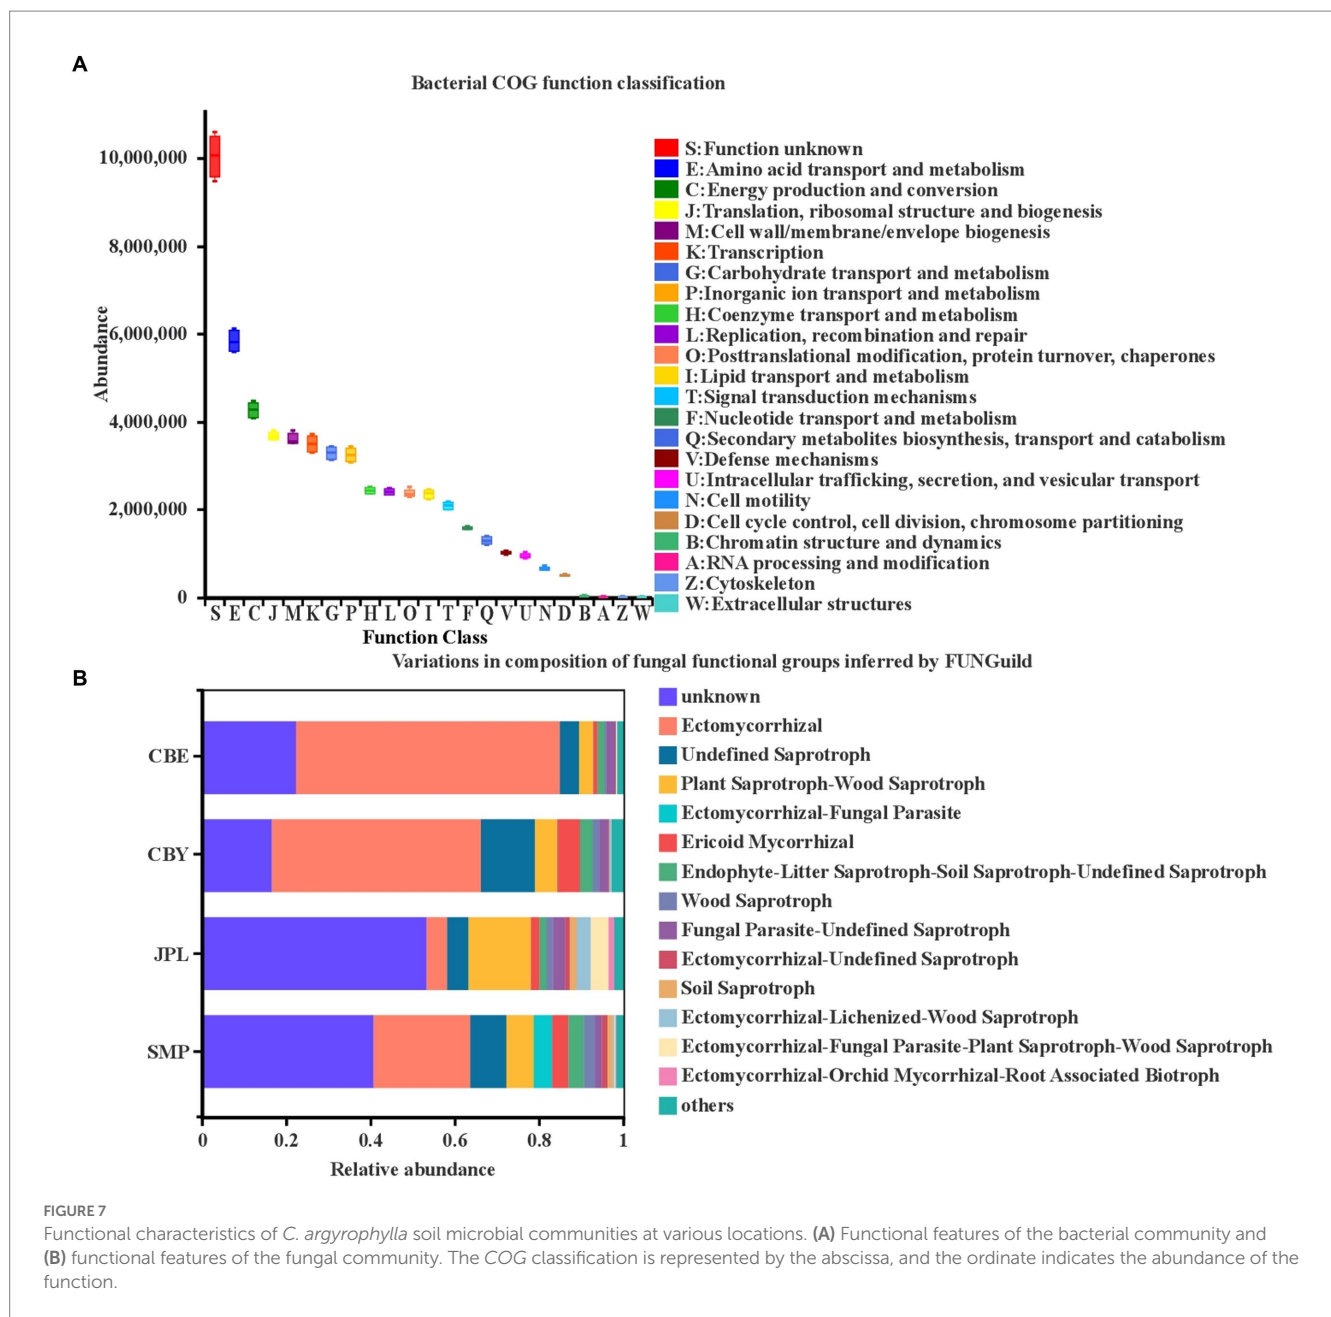 A
Bacterial COG function classification
10,000,000
8,000,000
6,000,000
4,000,000
2,000,000
0
Abundance
S E C J M K G P H L O I T F Q V U N D B A Z W
Function Class
S:Function unknown
E:Amino acid transport and metabolism
C:Energy production and conversion
J:Translation, ribosomal structure and biogenesis
M:Cell wall/membrane/envelope biogenesis
K:Transcription
G:Carbohydrate transport and metabolism
P:Inorganic ion transport and metabolism
H:Coenzyme transport and metabolism
L:Replication, recombination and repair
O:Posttranslational modification, protein turnover, chaperones
I:Lipid transport and metabolism
T:Signal transduction mechanisms
F:Nucleotide transport and metabolism
Q:Secondary metabolites biosynthesis, transport and catabolism
V:Defense mechanisms
U:Intracellular trafficking, secretion, and vesicular transport
N:Cell motility
D:Cell cycle control, cell division, chromosome partitioning
B:Chromatin structure and dynamics
A:RNA processing and modification
Z:Cytoskeleton
W:Extracellular structures
B
Variations in composition of fungal functional groups inferred by FUNGuild
CBE
CBY
JPL
SMP
0 0.2 0.4 0.6 0.8 1
Relative abundance
unknown
Ectomycorrhizal
Undefined Saprotroph
Plant Saprotroph-Wood Saprotroph
Ectomycorrhizal-Fungal Parasite
Ericoid Mycorrhizal
Endophyte-Litter Saprotroph-Soil Saprotroph-Undefined Saprotroph
Wood Saprotroph
Fungal Parasite-Undefined Saprotroph
Ectomycorrhizal-Undefined Saprotroph
Soil Saprotroph
Ectomycorrhizal-Lichenized-Wood Saprotroph
Ectomycorrhizal-Fungal Parasite-Plant Saprotroph-Wood Saprotroph
Ectomycorrhizal-Orchid Mycorrhizal-Root Associated Biotroph
others
FIGURE 7
Functional characteristics of C. argyrophylla soil microbial communities at various locations. (A) Functional features of the bacterial community and
(B) functional features of the fungal community. The COG classification is represented by the abscissa, and the ordinate indicates the abundance of the
function.